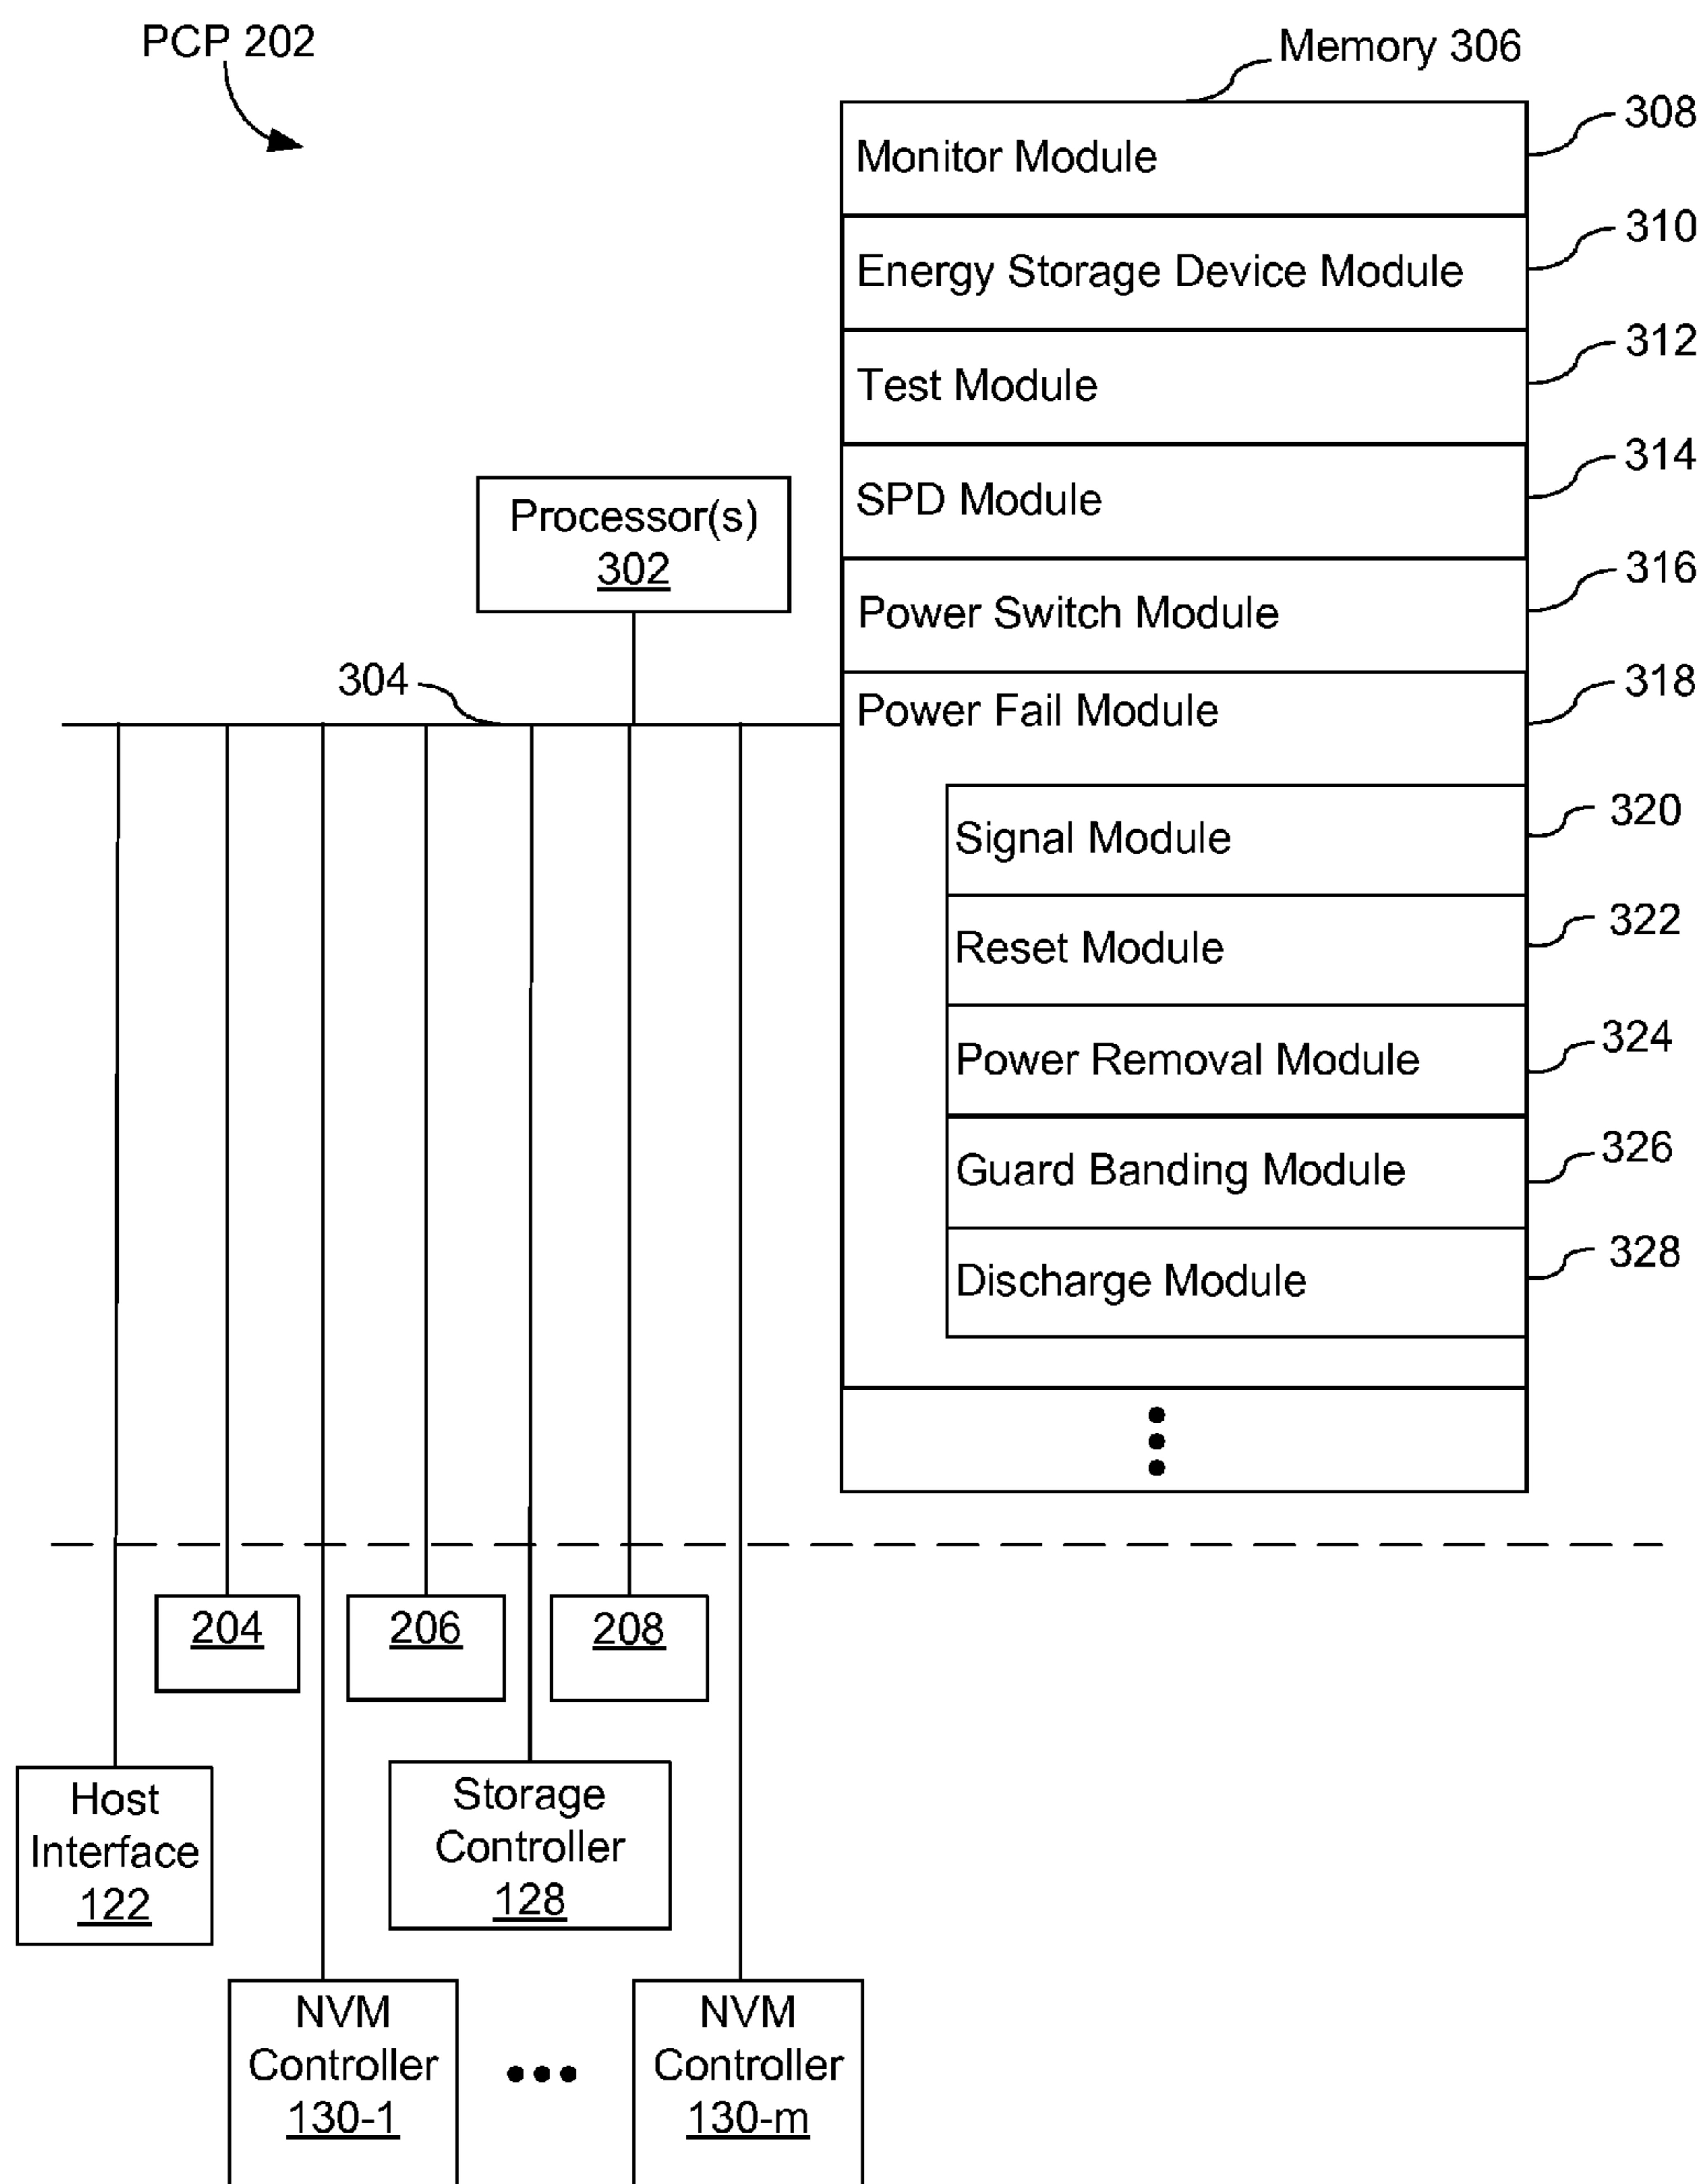 PCP 202
Memory 306
Monitor Module
308
Energy Storage Device Module
310
Test Module
312
SPD Module
314
Power Switch Module
316
Power Fail Module
318
Signal Module
320
Reset Module
322
Power Removal Module
324
Guard Banding Module
326
Discharge Module
328
Processor(s)
302
304
204
206
208
Host
Interface
122
Storage
Controller
128
NVM
Controller
130-1
NVM
Controller
130-m